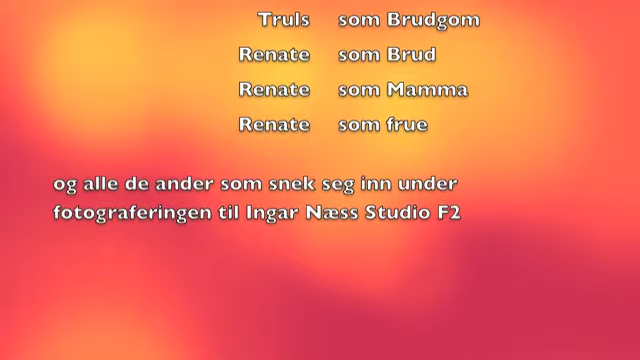 Truls som Brudgom
Renate som Brud
Renate som Mamma
Renate som frue
og alle de ander som snek seg inn under
fotograferingen til Ingar Næss Studio F2